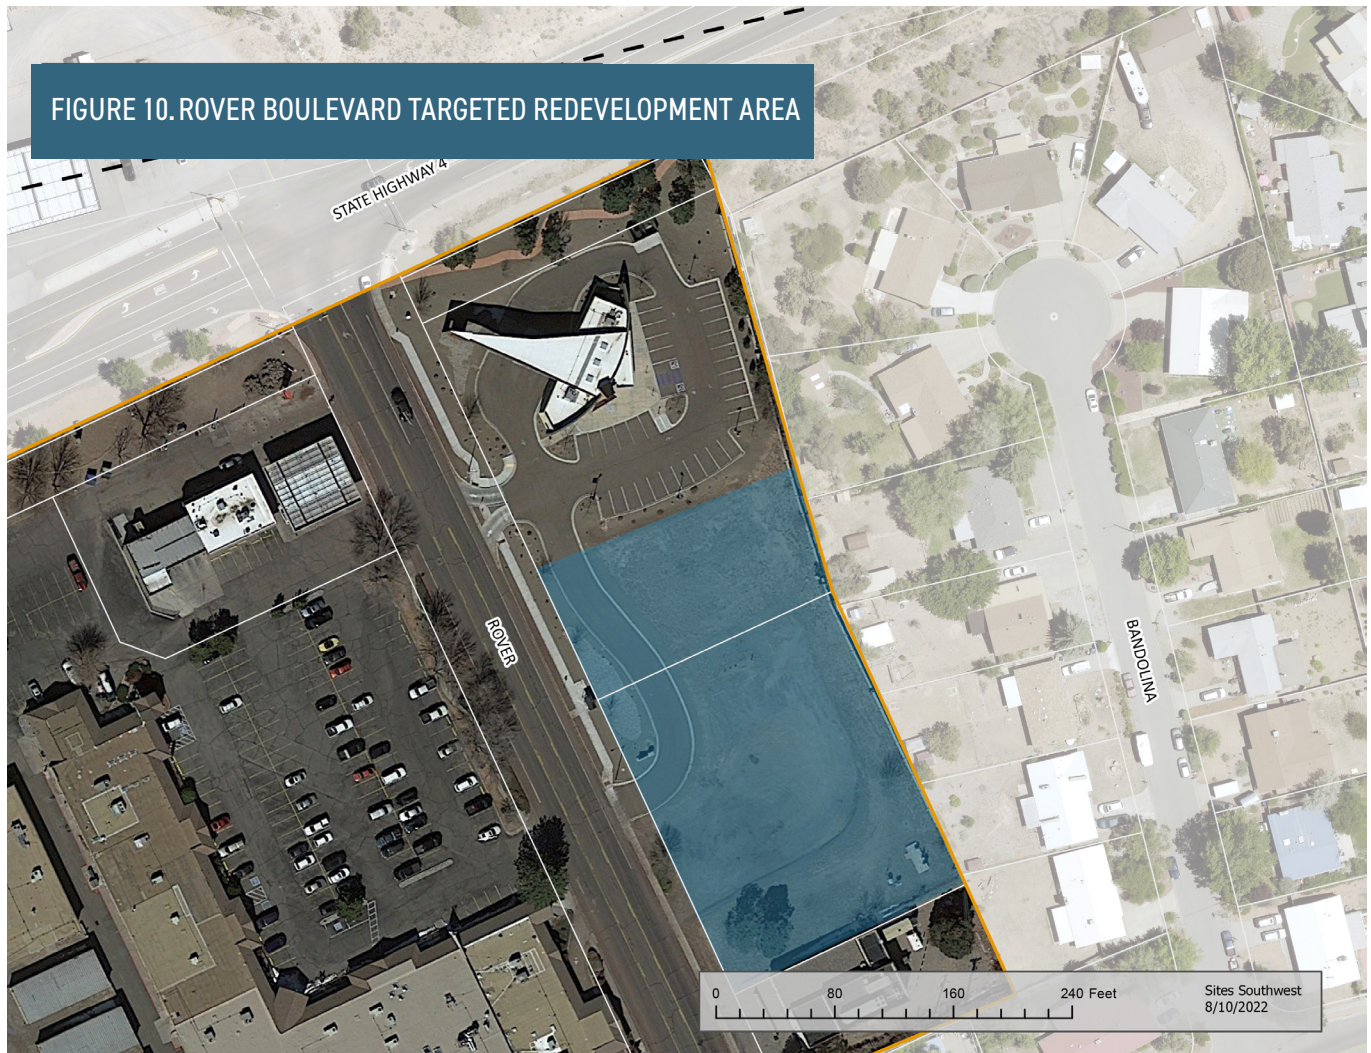 FIGURE 10. ROVER BOULEVARD TARGETED REDEVELOPMENT AREA
STATE HIGHWAY 4
ROVER
BANDOLINA
0 80 160 240 Feet
Sites Southwest
8/10/2022